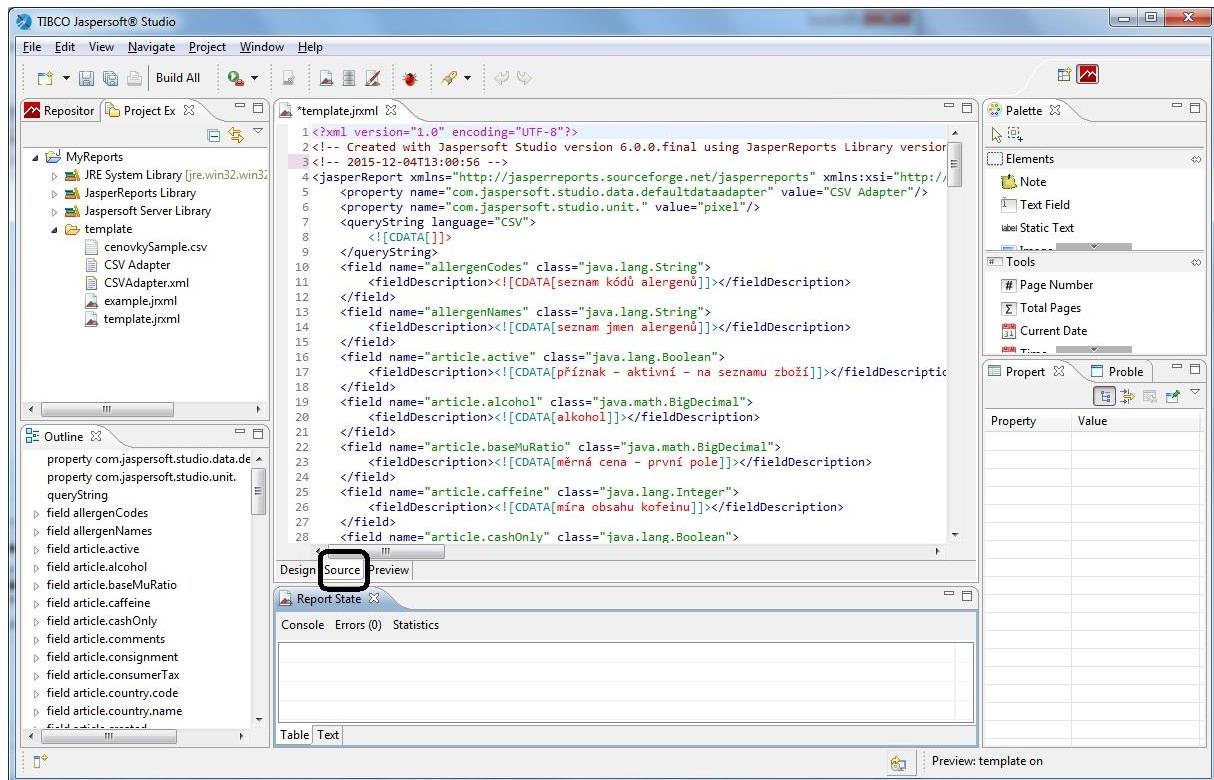 TIBCO Jaspersoft® Studio
File Edit View Navigate Project Window Help
Build All
Repositor Project Ex
MyReports
JRE System Library [jre.win32.win32
JasperReports Library
Jaspersoft Server Library
template
cenovkySample.csv
CSV Adapter
CSVAdapter.xml
example.jrxml
template.jrxml
Outline
property com.jaspersoft.studio.data.de
property com.jaspersoft.studio.unit.
queryString
field allergenCodes
field allergenNames
field article.active
field article.alcohol
field article.baseMuRatio
field article.caffeine
field article.cashOnly
field article.comments
field article.consignment
field article.consumerTax
field article.country.code
field article.country.name
field article.created
*template.jrxml
1 <?xml version="1.0" encoding="UTF-8"?>
2 <!-- Created with Jaspersoft Studio version 6.0.0.final using JasperReports Library version
3 <!-- 2015-12-04T13:00:56 -->
4 <jasperReport xmlns="http://jasperreports.sourceforge.net/jasperreports" xmlns:xsi="http:/
5 <property name="com.jaspersoft.studio.data.defaultdataadapter" value="CSV Adapter"/>
6 <property name="com.jaspersoft.studio.unit." value="pixel"/>
7 <queryString language="CSV">
8 <![CDATA[]]>
9 </queryString>
10 <field name="allergenCodes" class="java.lang.String">
11 <fieldDescription><![CDATA[seznam kódů alergenů]]></fieldDescription>
12 </field>
13 <field name="allergenNames" class="java.lang.String">
14 <fieldDescription><![CDATA[seznam jmen alergenů]]></fieldDescription>
15 </field>
16 <field name="article.active" class="java.lang.Boolean">
17 <fieldDescription><![CDATA[příznak - aktivní - na seznamu zboží]]></fieldDescriptic
18 </field>
19 <field name="article.alcohol" class="java.math.BigDecimal">
20 <fieldDescription><![CDATA[alkohol]]></fieldDescription>
21 </field>
22 <field name="article.baseMuRatio" class="java.math.BigDecimal">
23 <fieldDescription><![CDATA[měrná cena - první pole]]></fieldDescription>
24 </field>
25 <field name="article.caffeine" class="java.lang.Integer">
26 <fieldDescription><![CDATA[míra obsahu kofeinu]]></fieldDescription>
27 </field>
28 <field name="article.cashOnly" class="java.lang.Boolean">
Design Source Preview
Report State
Console Errors (0) Statistics
Table Text
Palette
Elements
Note
Text Field
label Static Text
Image
Tools
# Page Number
Σ Total Pages
31 Current Date
Time
Propert Proble
Property Value
Preview: template on